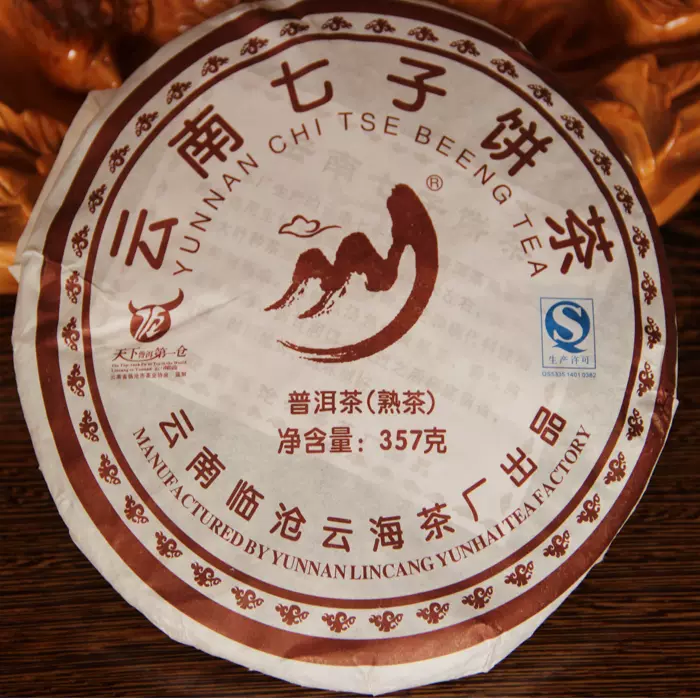 云南七子饼茶
YUNNAN CHI TSE BEENG TEA
®
天下普洱第一仓
S
生产许可
普洱茶(熟茶)
净含量：357克
云南临沧云海茶厂出品
MANUFACTURED BY YUNNAN LINCANG YUNHAI TEA FACTORY